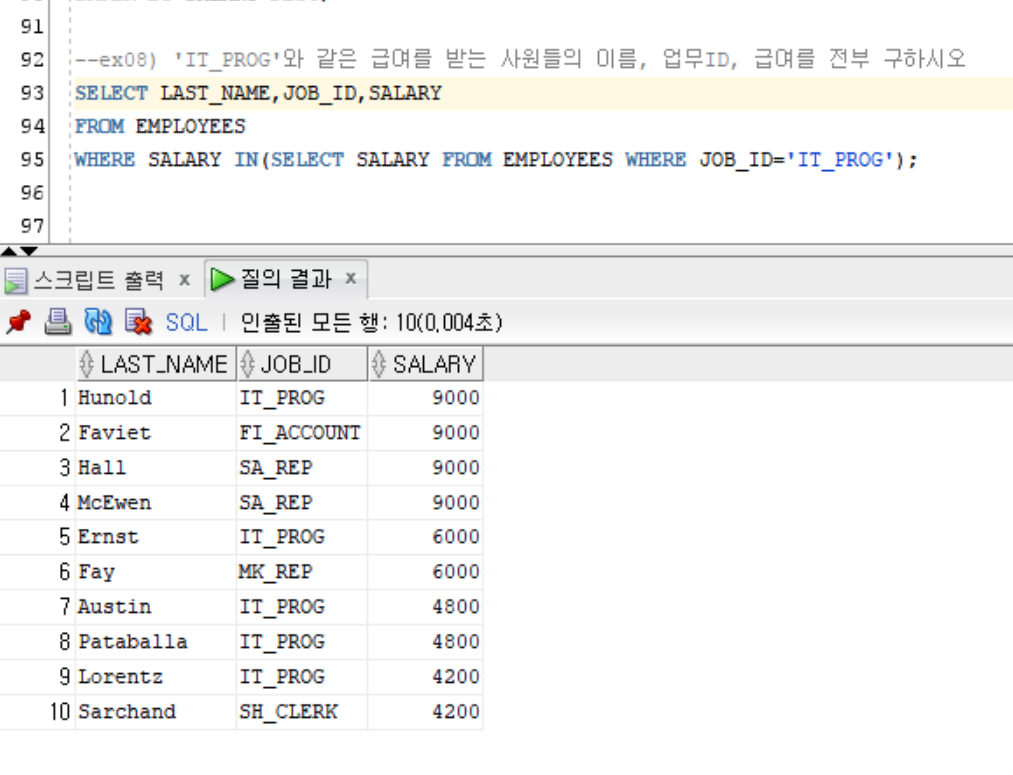 91
92 --ex08) 'IT_PROG'와 같은 급여를 받는 사원들의 이름, 업무ID, 급여를 전부 구하시오
93 SELECT LAST_NAME,JOB_ID,SALARY
94 FROM EMPLOYEES
95 WHERE SALARY IN(SELECT SALARY FROM EMPLOYEES WHERE JOB_ID='IT_PROG');
96
97
스크립트 출력 x 질의 결과 x
SQL | 인출된 모든 행: 10(0,004초)
LAST_NAME JOB_ID SALARY
1 Hunold IT_PROG 9000
2 Faviet FI_ACCOUNT 9000
3 Hall SA_REP 9000
4 McEwen SA_REP 9000
5 Ernst IT_PROG 6000
6 Fay MK_REP 6000
7 Austin IT_PROG 4800
8 Pataballa IT_PROG 4800
9 Lorentz IT_PROG 4200
10 Sarchand SH_CLERK 4200